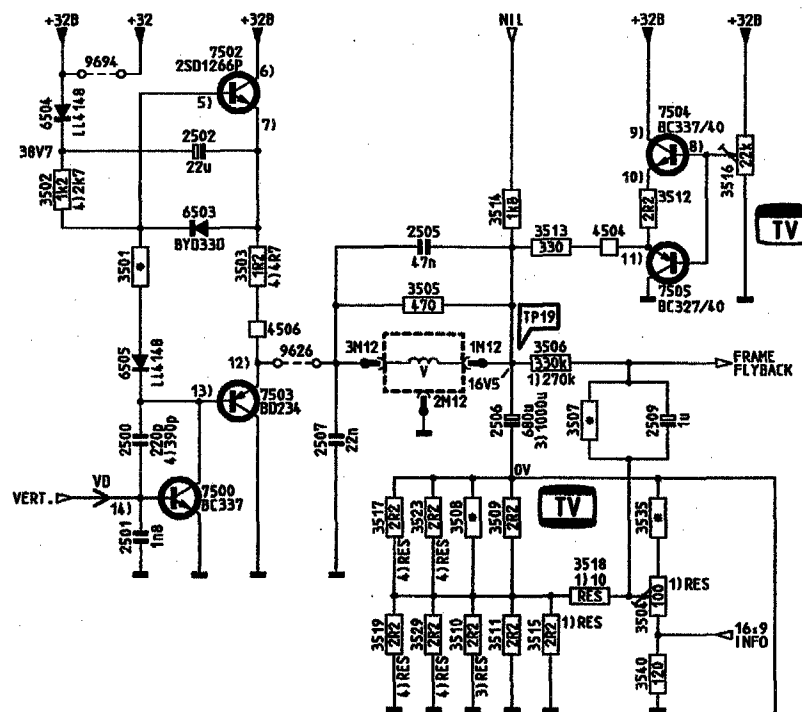 +32B
+32
+32B
NIL
+32B
+32B
9694
7502
2SD1266P
6)
5)
7)
6504
LL4148
38V7
2502
22u
3502
1k2
4)2k7
6503
BYD33D
3501
*
3503
1R2
4)4R7
4506
6505
LL4148
12)
9626
13)
7503
BD234
2500
220p
4)390p
VD
VERT.
14)
7500
BC337
2501
1n8
2505
47n
3505
470
3M12
1M12
V
2M12
2507
22n
3514
1k8
3513
330
4504
TP19
16V5
3506
330k
1)270k
9)
7504
BC337/40
8)
10)
3512
2R2
11)
7505
BC327/40
3516
22k
TV
FRAME
FLYBACK
2506
680u
3)1000u
3507
*
2509
1u
0V
TV
3517
2R2
4)RES
3523
2R2
4)RES
3508
*
3509
2R2
3535
*
3518
1)10
RES
1)RES
3504
100
3519
2R2
4)RES
3529
2R2
4)RES
3510
2R2
3)RES
3511
2R2
3515
2R2
1)RES
16:9
INFO
3540
120